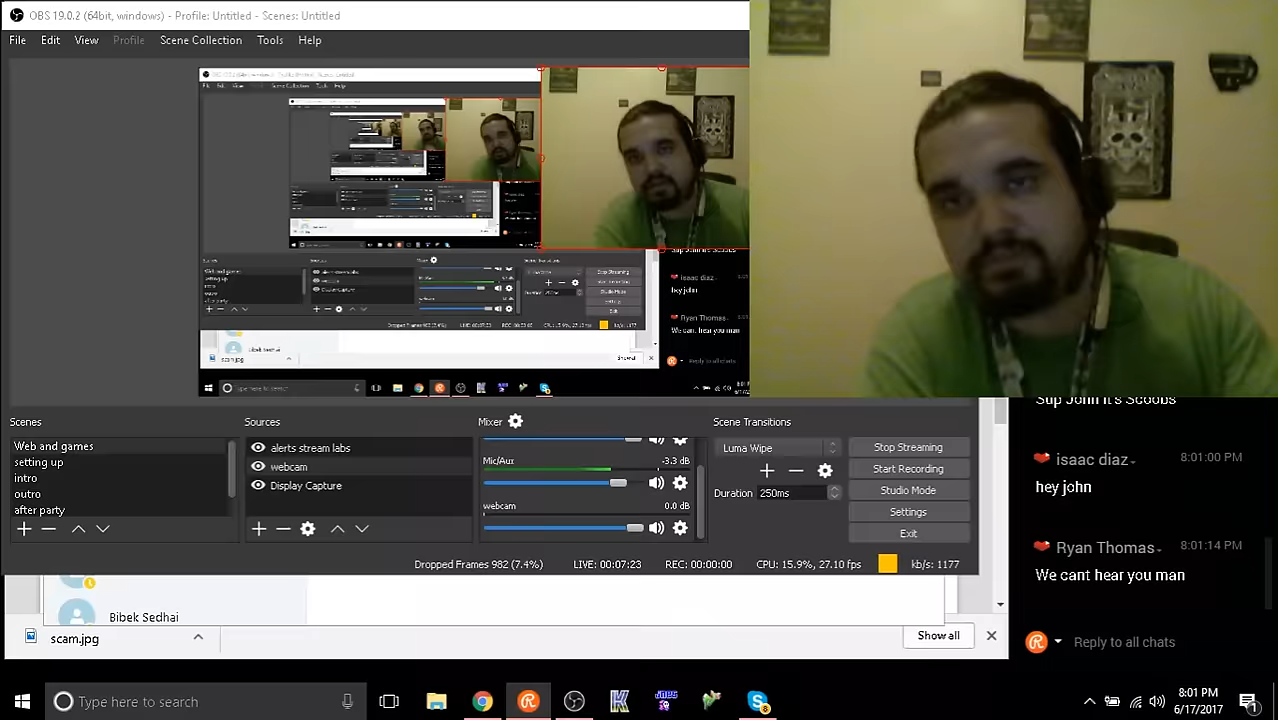 OBS 19.0.2 (64bit, windows) - Profile: Untitled - Scenes: Untitled
File Edit View Profile Scene Collection Tools Help
Scenes
Web and games
setting up
intro
outro
after party
Sources
alerts stream labs
webcam
Display Capture
Mixer
Mic/Aux -3.3 dB
webcam 0.0 dB
Scene Transitions
Luma Wipe
Duration 250ms
Stop Streaming
Start Recording
Studio Mode
Settings
Exit
Dropped Frames 982 (7.4%) LIVE: 00:07:23 REC: 00:00:00 CPU: 15.9%, 27.10 fps kb/s: 1177
Sup John it's Scoobs
isaac diaz 8:01:00 PM
hey john
Ryan Thomas 8:01:14 PM
We cant hear you man
Reply to all chats
Bibek Sedhai
scam.jpg
Show all
Type here to search
8:01 PM
6/17/2017